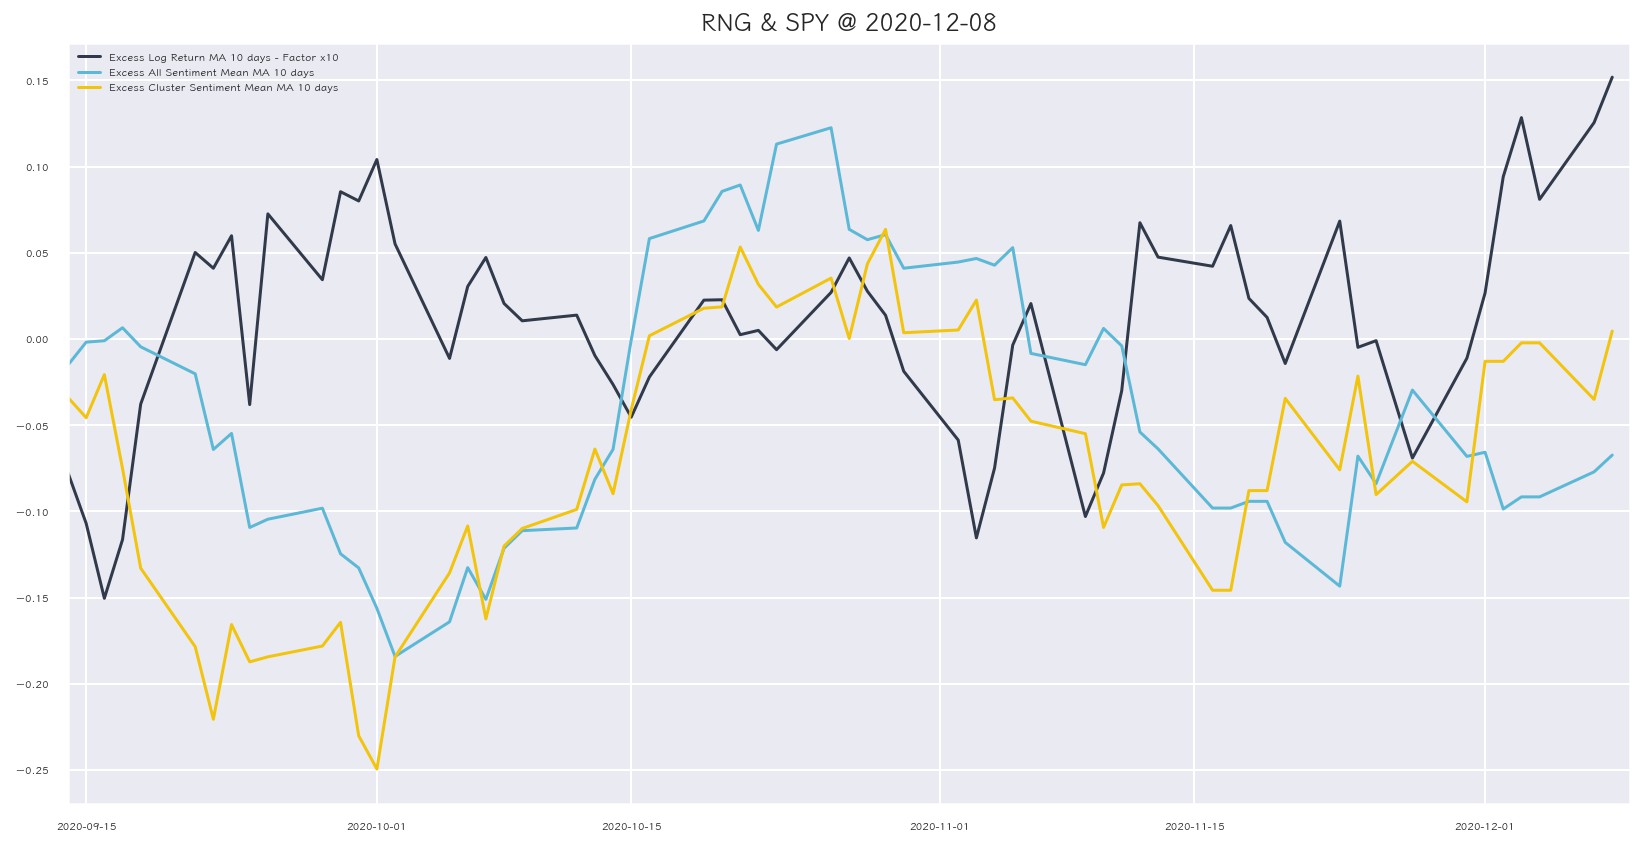 RNG & SPY @ 2020-12-08
Excess Log Return MA 10 days - Factor x10
Excess All Sentiment Mean MA 10 days
Excess Cluster Sentiment Mean MA 10 days
0.15
0.10
0.05
0.00
−0.05
−0.10
−0.15
−0.20
−0.25
2020-09-15 2020-10-01 2020-10-15 2020-11-01 2020-11-15 2020-12-01